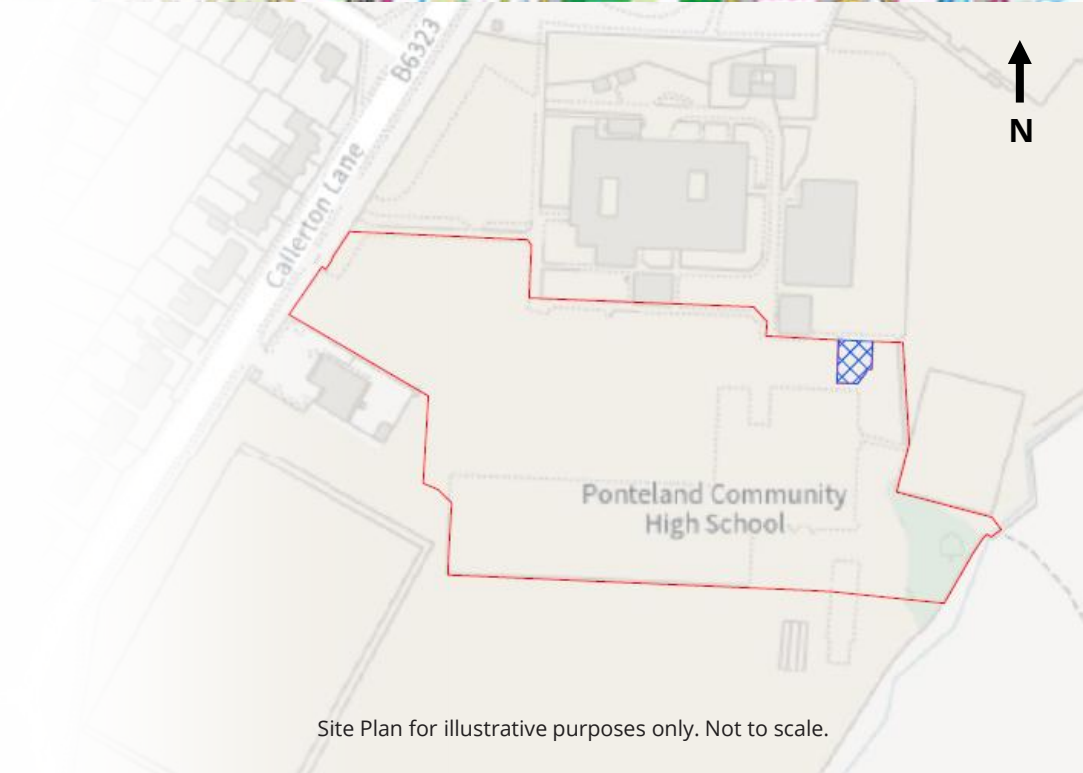 B6323
N
Callerton Lane
Ponteland Community
High School
Site Plan for illustrative purposes only. Not to scale.